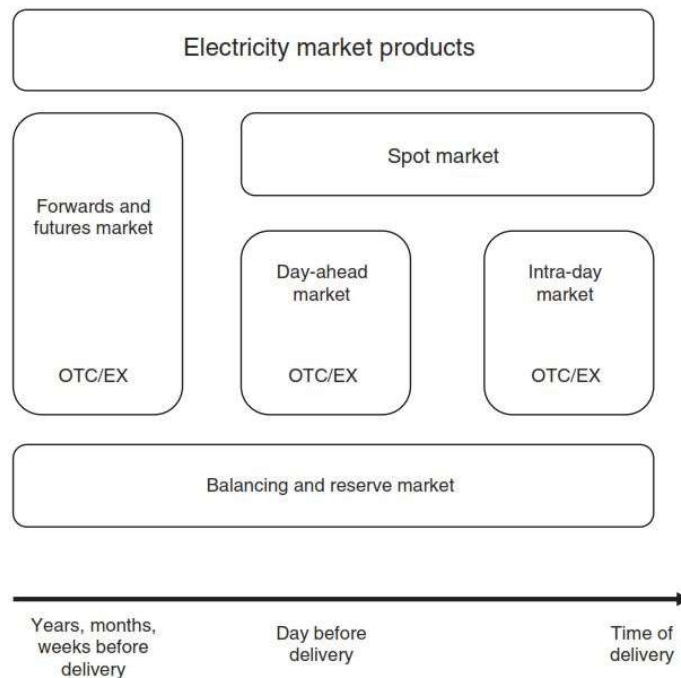 Electricity market products
Spot market
Forwards and
futures market
Day-ahead
market
Intra-day
market
OTC/EX
OTC/EX
OTC/EX
Balancing and reserve market
Years, months,
weeks before
delivery
Day before
delivery
Time of
delivery